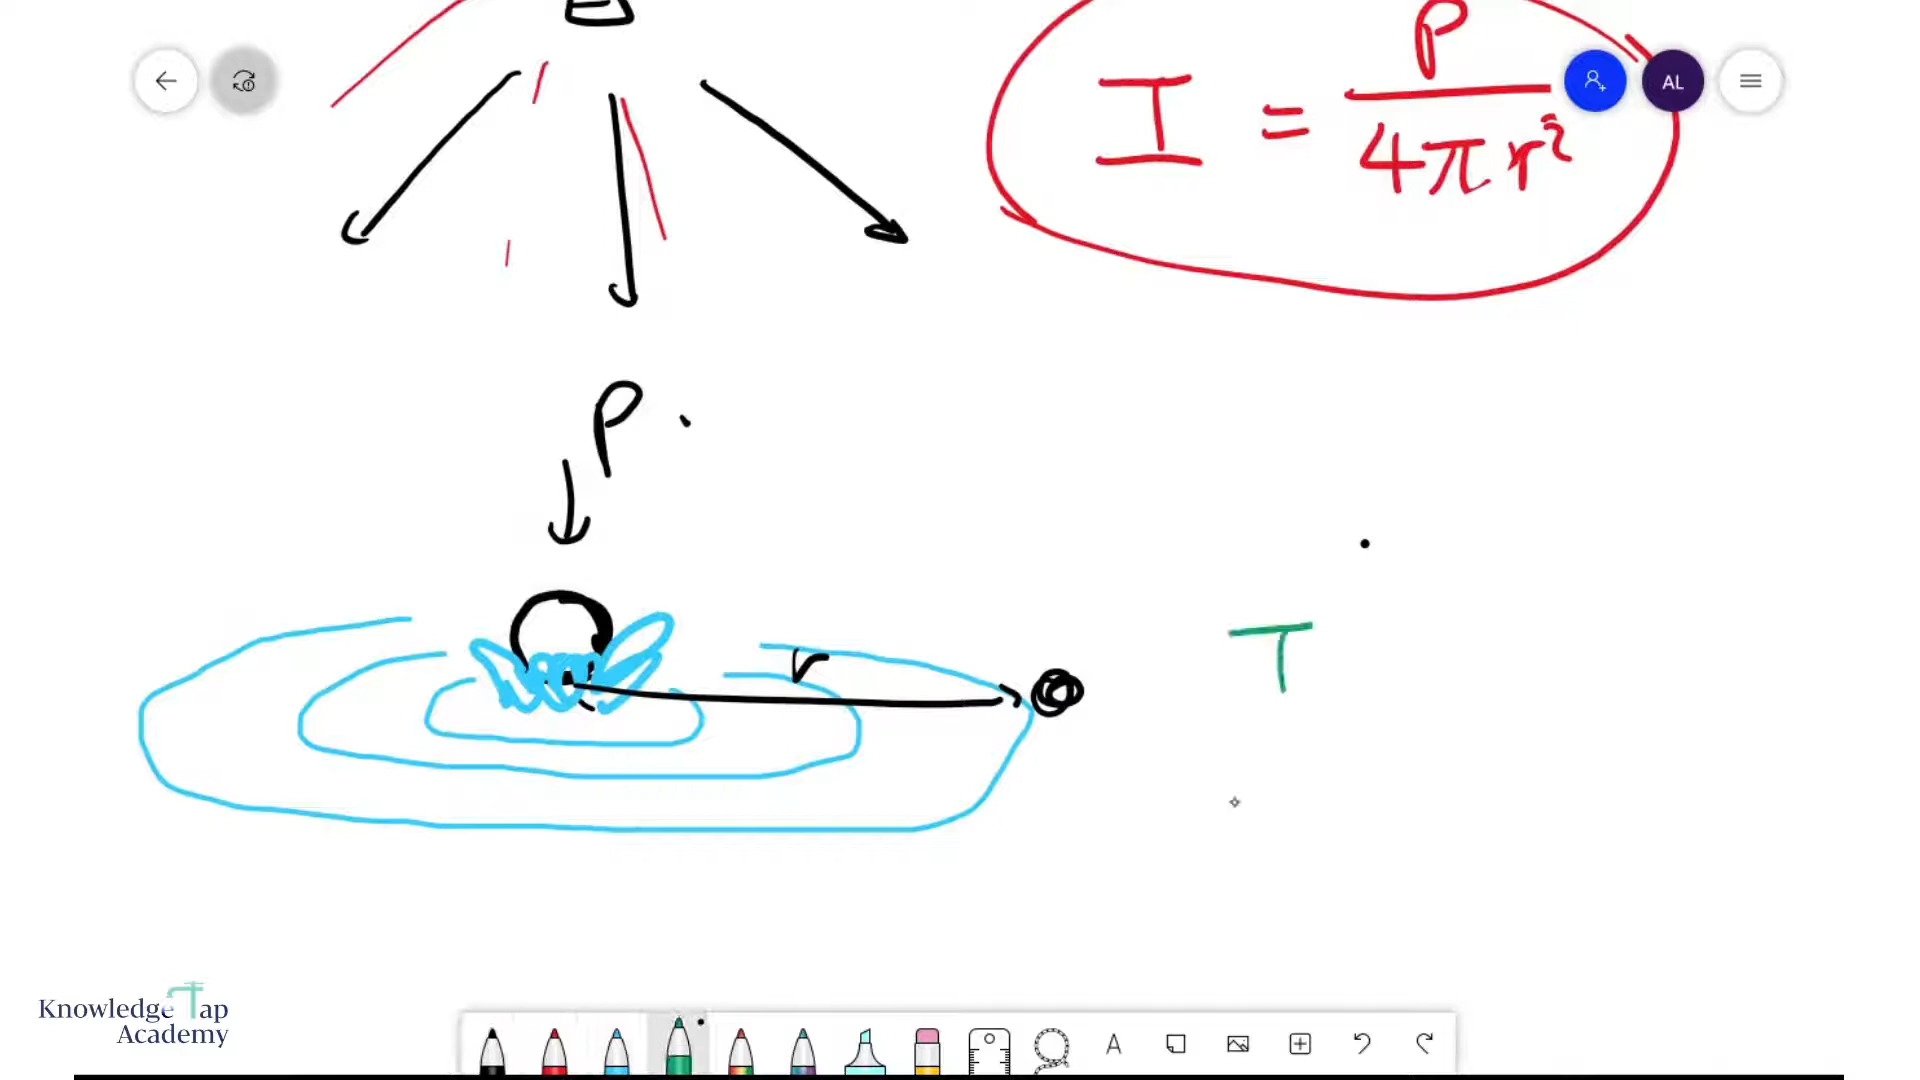 I = P / 4πr²
AL
P.
r
T
Knowledge Tap
Academy
A